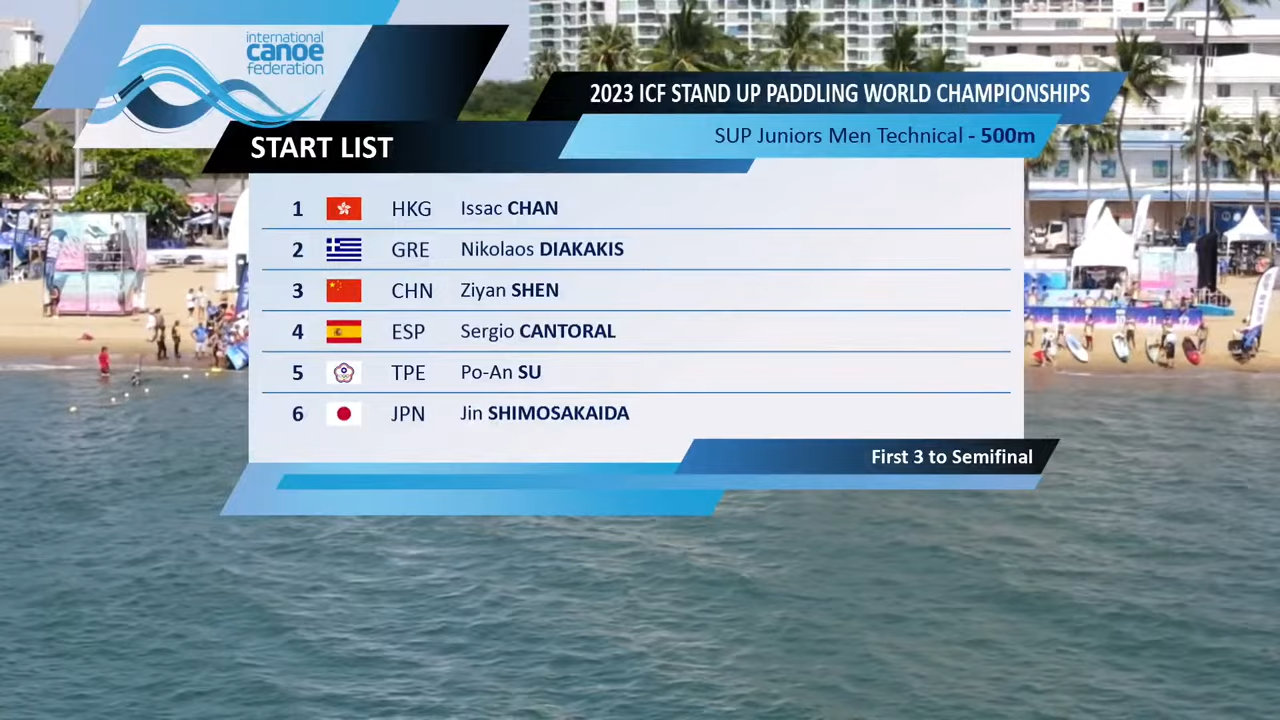 international
canoe
federation
2023 ICF STAND UP PADDLING WORLD CHAMPIONSHIPS
SUP Juniors Men Technical - 500m
START LIST
1 HKG Issac CHAN
2 GRE Nikolaos DIAKAKIS
3 CHN Ziyan SHEN
4 ESP Sergio CANTORAL
5 TPE Po-An SU
6 JPN Jin SHIMOSAKAIDA
First 3 to Semifinal